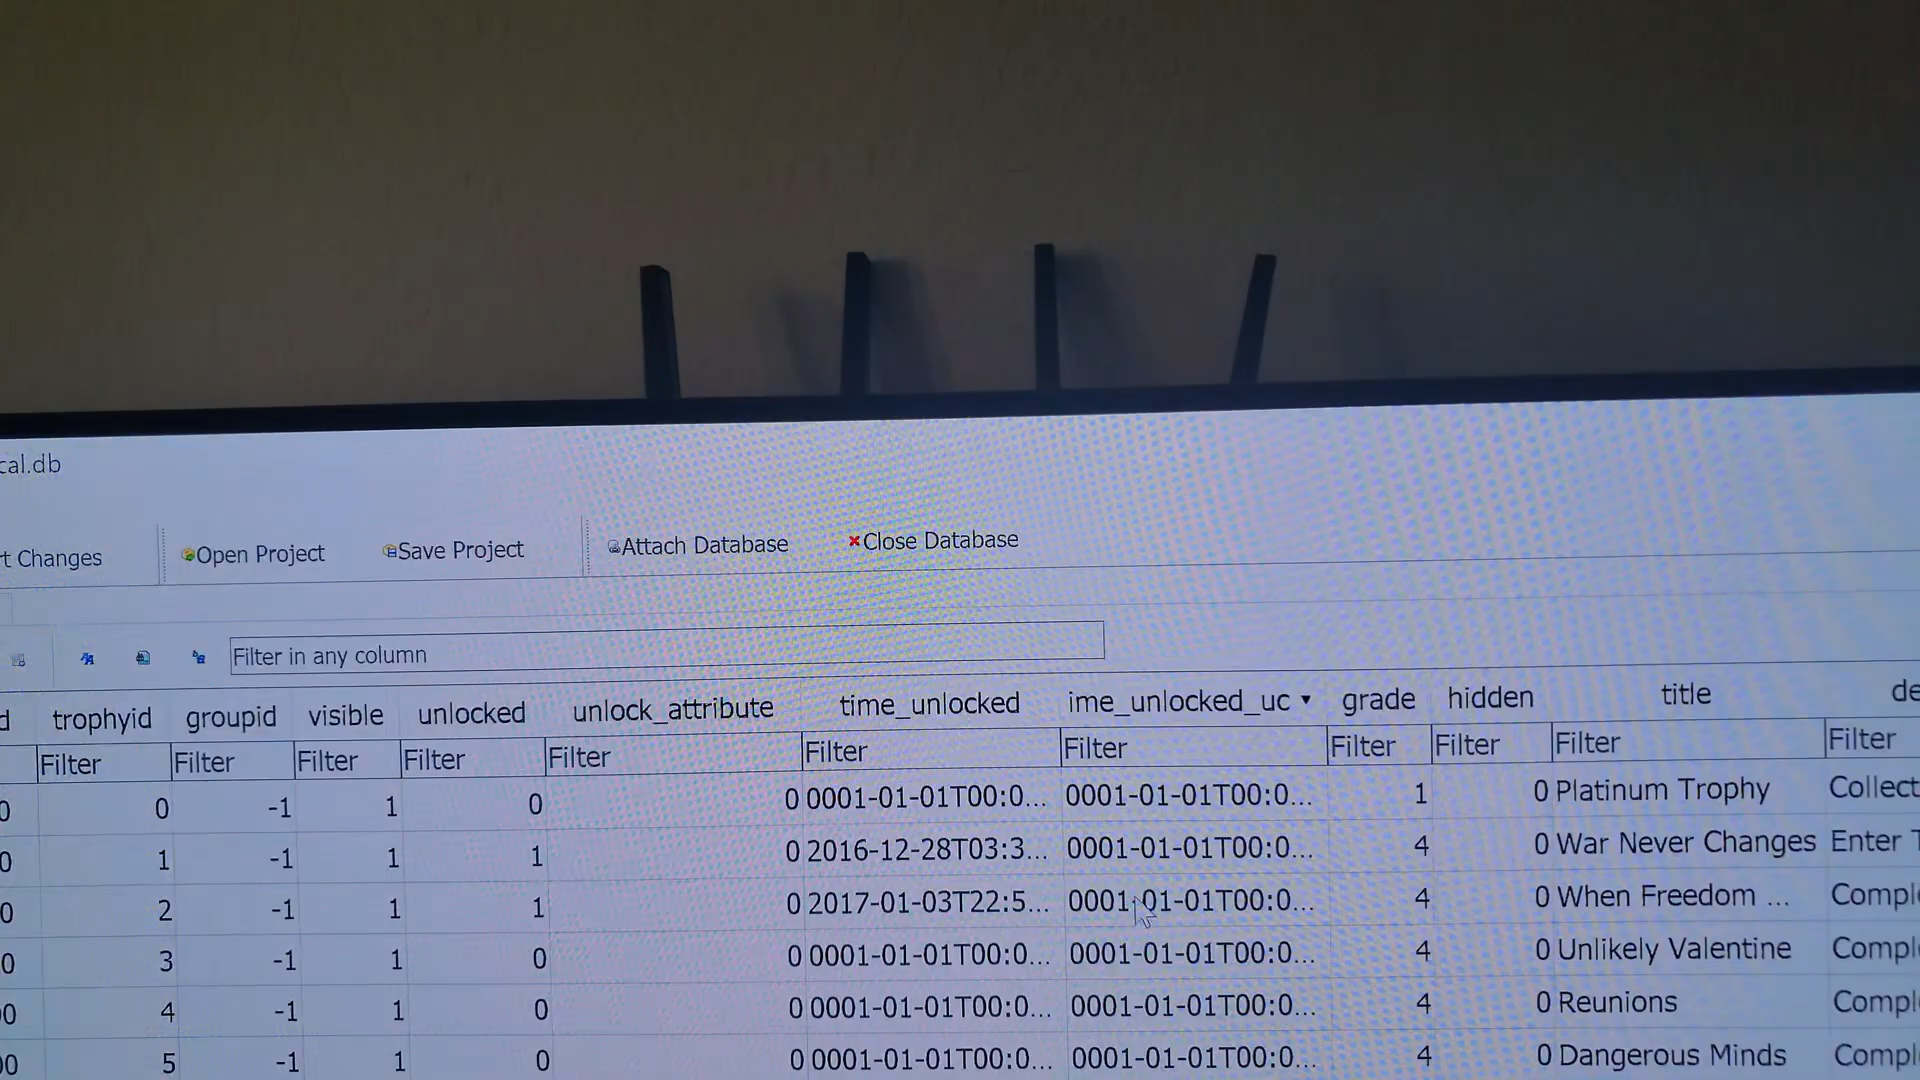 cal.db
t Changes Open Project Save Project Attach Database Close Database
Filter in any column
d trophyid groupid visible unlocked unlock_attribute time_unlocked ime_unlocked_uc grade hidden title de
Filter Filter Filter Filter Filter Filter Filter Filter Filter Filter Filter
0 0 -1 1 0 0 0001-01-01T00:0... 0001-01-01T00:0... 1 0 Platinum Trophy Collect
0 1 -1 1 1 0 2016-12-28T03:3... 0001-01-01T00:0... 4 0 War Never Changes Enter T
0 2 -1 1 1 0 2017-01-03T22:5... 0001-01-01T00:0... 4 0 When Freedom ... Compl
0 3 -1 1 0 0 0001-01-01T00:0... 0001-01-01T00:0... 4 0 Unlikely Valentine Compl
00 4 -1 1 0 0 0001-01-01T00:0... 0001-01-01T00:0... 4 0 Reunions Compl
00 5 -1 1 0 0 0001-01-01T00:0... 0001-01-01T00:0... 4 0 Dangerous Minds Compl